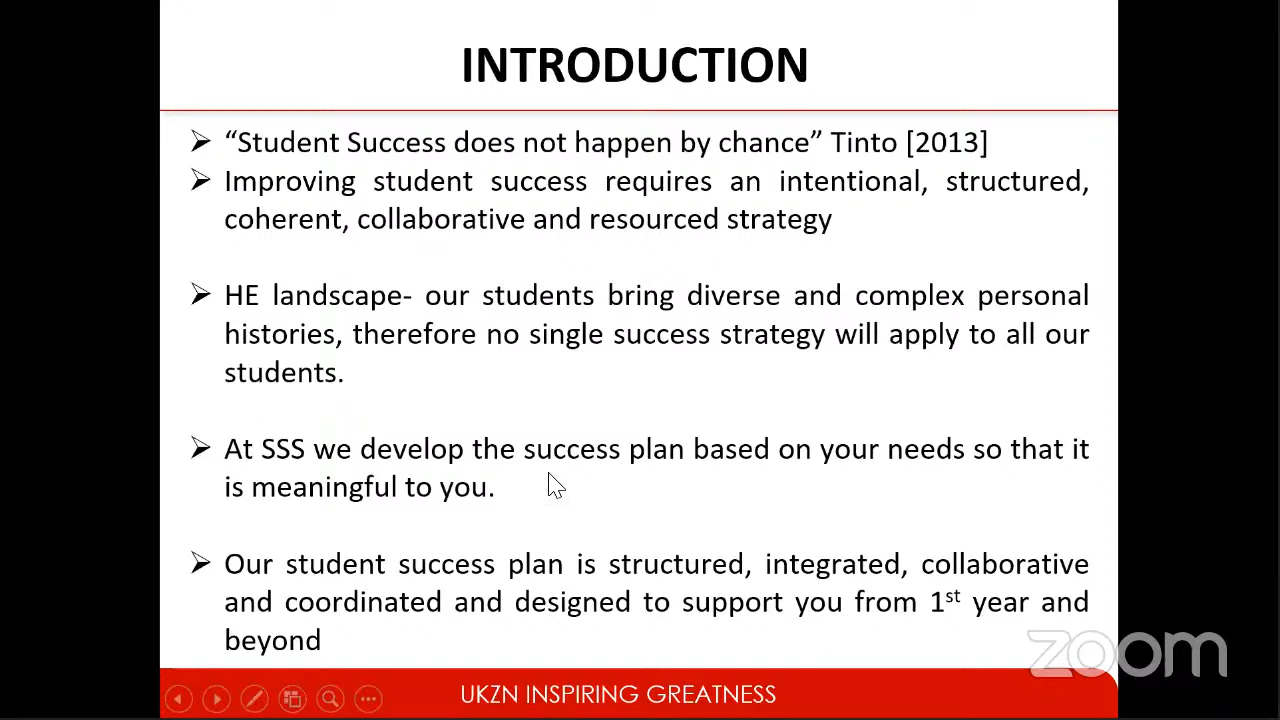 INTRODUCTION
“Student Success does not happen by chance” Tinto [2013]
Improving student success requires an intentional, structured,
coherent, collaborative and resourced strategy
HE landscape- our students bring diverse and complex personal
histories, therefore no single success strategy will apply to all our
students.
At SSS we develop the success plan based on your needs so that it
is meaningful to you.
Our student success plan is structured, integrated, collaborative
and coordinated and designed to support you from 1st year and
beyond
zoom
UKZN INSPIRING GREATNESS